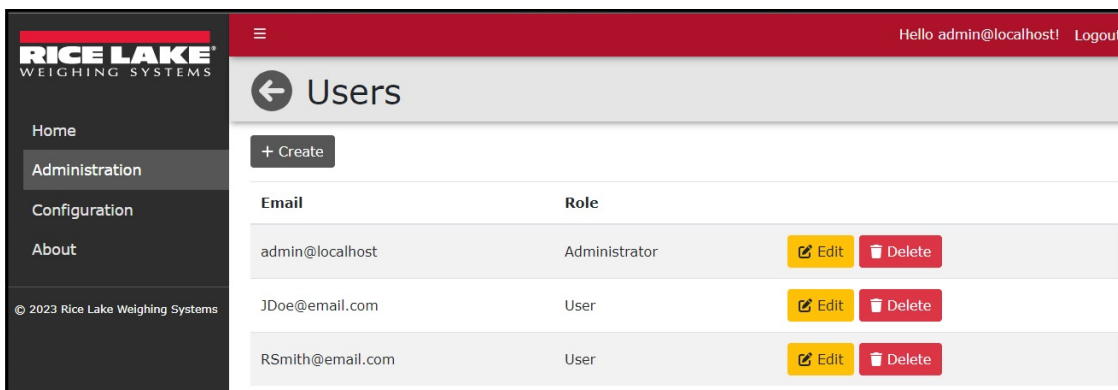 RICE LAKE®
WEIGHING SYSTEMS
Home
Administration
Configuration
About
© 2023 Rice Lake Weighing Systems
Hello admin@localhost! Logout
Users
+ Create
Email Role
admin@localhost Administrator Edit Delete
JDoe@email.com User Edit Delete
RSmith@email.com User Edit Delete